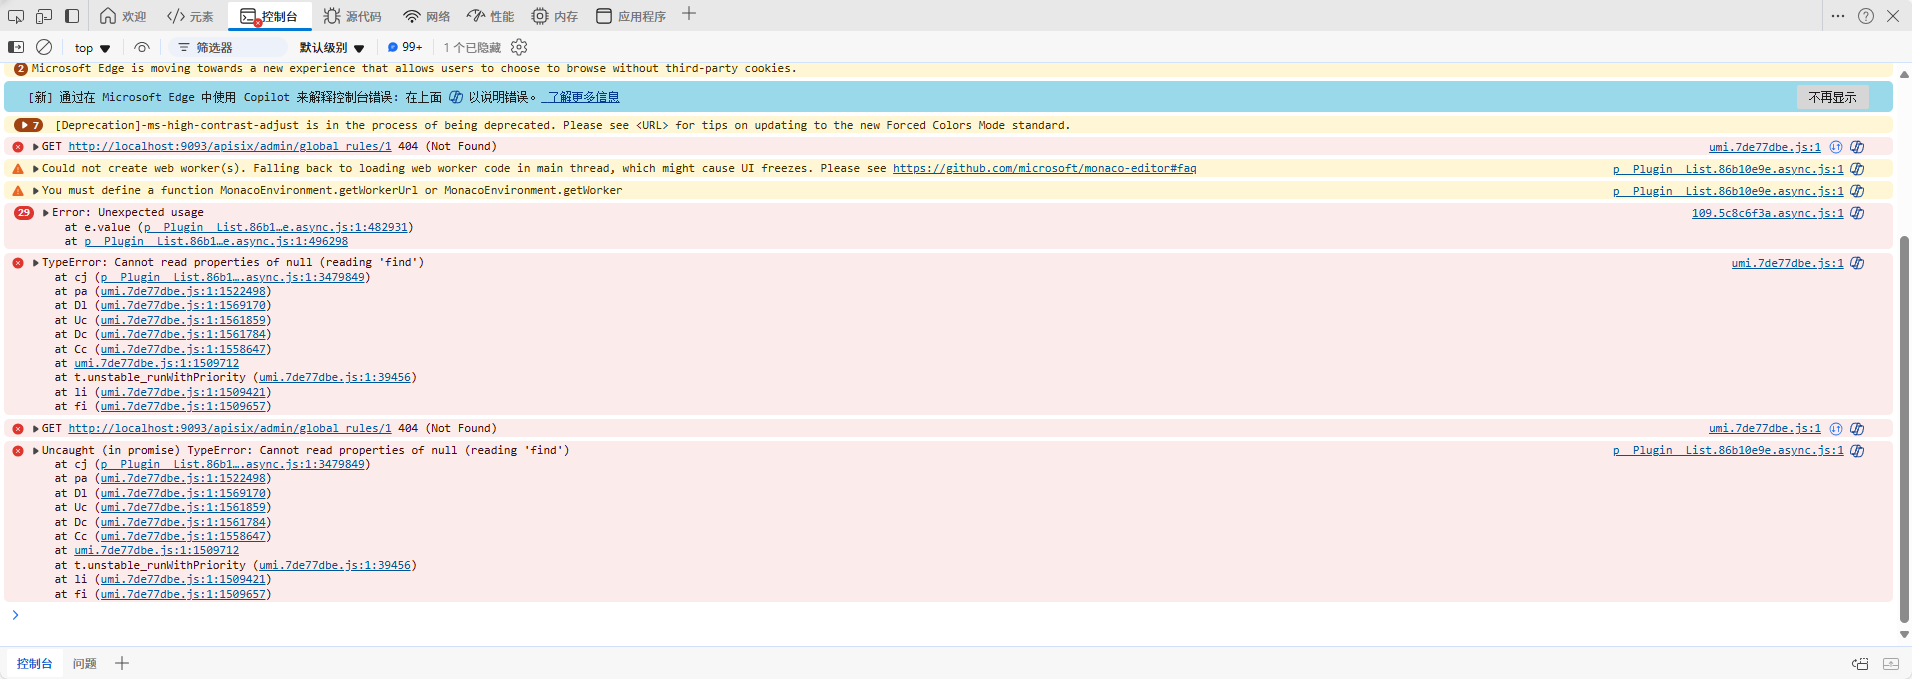 欢迎 元素 控制台 源代码 网络 性能 内存 应用程序
top 筛选器 默认级别 99+ 1 个已隐藏
2 Microsoft Edge is moving towards a new experience that allows users to choose to browse without third-party cookies.
[新] 通过在 Microsoft Edge 中使用 Copilot 来解释控制台错误: 在上面 以说明错误。 了解更多信息 不再显示
7 [Deprecation]-ms-high-contrast-adjust is in the process of being deprecated. Please see <URL> for tips on updating to the new Forced Colors Mode standard.
GET http://localhost:9093/apisix/admin/global_rules/1 404 (Not Found) umi.7de77dbe.js:1
Could not create web worker(s). Falling back to loading web worker code in main thread, which might cause UI freezes. Please see https://github.com/microsoft/monaco-editor#faq p__Plugin__List.86b10e9e.async.js:1
You must define a function MonacoEnvironment.getWorkerUrl or MonacoEnvironment.getWorker p__Plugin__List.86b10e9e.async.js:1
29 Error: Unexpected usage 109.5c8c6f3a.async.js:1
at e.value (p__Plugin__List.86b1…e.async.js:1:482931)
at p__Plugin__List.86b1…e.async.js:1:496298
TypeError: Cannot read properties of null (reading 'find') umi.7de77dbe.js:1
at cj (p__Plugin__List.86b1….async.js:1:3479849)
at pa (umi.7de77dbe.js:1:1522498)
at Dl (umi.7de77dbe.js:1:1569170)
at Uc (umi.7de77dbe.js:1:1561859)
at Dc (umi.7de77dbe.js:1:1561784)
at Cc (umi.7de77dbe.js:1:1558647)
at umi.7de77dbe.js:1:1509712
at t.unstable_runWithPriority (umi.7de77dbe.js:1:39456)
at li (umi.7de77dbe.js:1:1509421)
at fi (umi.7de77dbe.js:1:1509657)
GET http://localhost:9093/apisix/admin/global_rules/1 404 (Not Found) umi.7de77dbe.js:1
Uncaught (in promise) TypeError: Cannot read properties of null (reading 'find') p__Plugin__List.86b10e9e.async.js:1
at cj (p__Plugin__List.86b1….async.js:1:3479849)
at pa (umi.7de77dbe.js:1:1522498)
at Dl (umi.7de77dbe.js:1:1569170)
at Uc (umi.7de77dbe.js:1:1561859)
at Dc (umi.7de77dbe.js:1:1561784)
at Cc (umi.7de77dbe.js:1:1558647)
at umi.7de77dbe.js:1:1509712
at t.unstable_runWithPriority (umi.7de77dbe.js:1:39456)
at li (umi.7de77dbe.js:1:1509421)
at fi (umi.7de77dbe.js:1:1509657)
控制台 问题